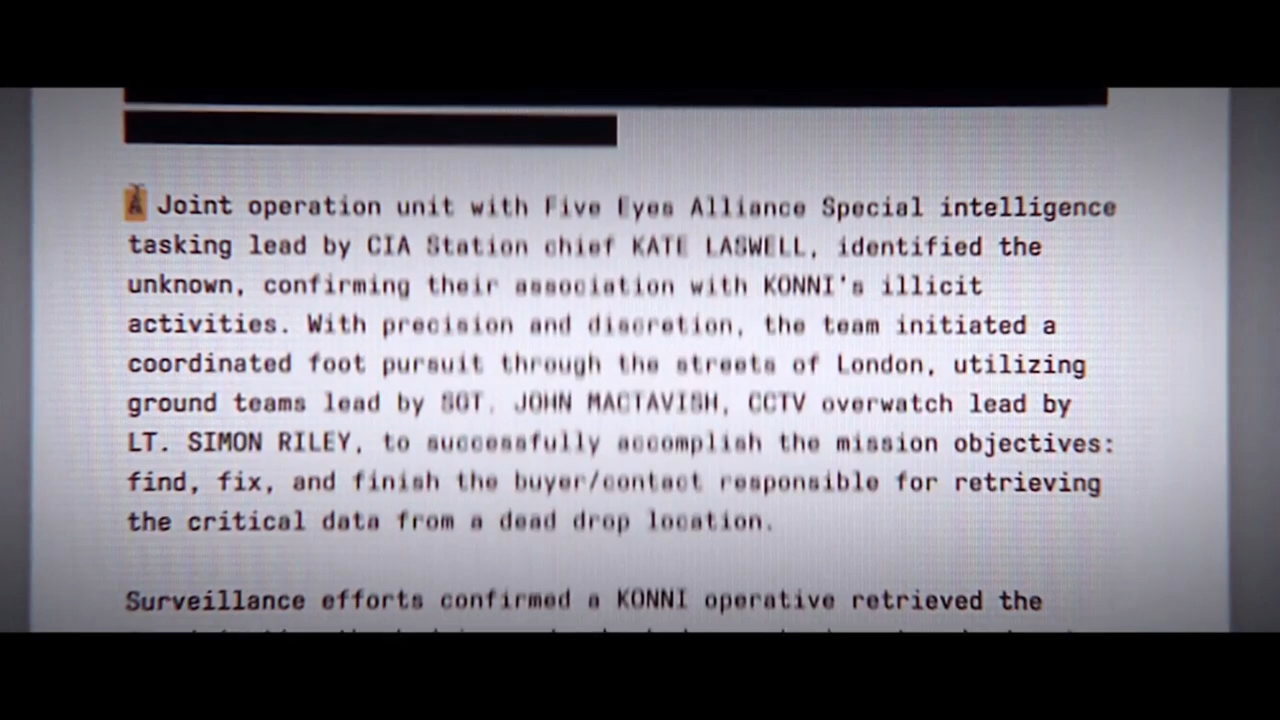 A Joint operation unit with Five Eyes Alliance Special intelligence
tasking lead by CIA Station chief KATE LASWELL, identified the
unknown, confirming their association with KONNI's illicit
activities. With precision and discretion, the team initiated a
coordinated foot pursuit through the streets of London, utilizing
ground teams lead by SGT. JOHN MACTAVISH, CCTV overwatch lead by
LT. SIMON RILEY, to successfully accomplish the mission objectives:
find, fix, and finish the buyer/contact responsible for retrieving
the critical data from a dead drop location.
Surveillance efforts confirmed a KONNI operative retrieved the